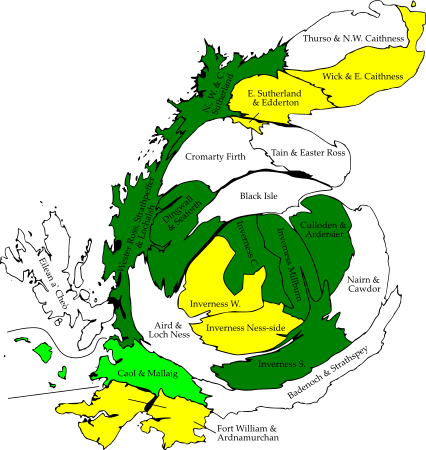 Thurso & N.W. Caithness
Wick & E. Caithness
N., W. & C.
Sutherland
E. Sutherland
& Edderton
Cromarty Firth
Tain & Easter Ross
Black Isle
Wester Ross, Strathpeffer
& Lochalsh
Dingwall
& Seaforth
Culloden &
Ardersier
Inverness C.
Inverness Millburn
Eilean a' Cheò
Nairn &
Cawdor
Inverness W.
Aird &
Loch Ness
Inverness Ness-side
Inverness S.
Badenoch & Strathspey
Caol & Mallaig
Fort William &
Ardnamurchan